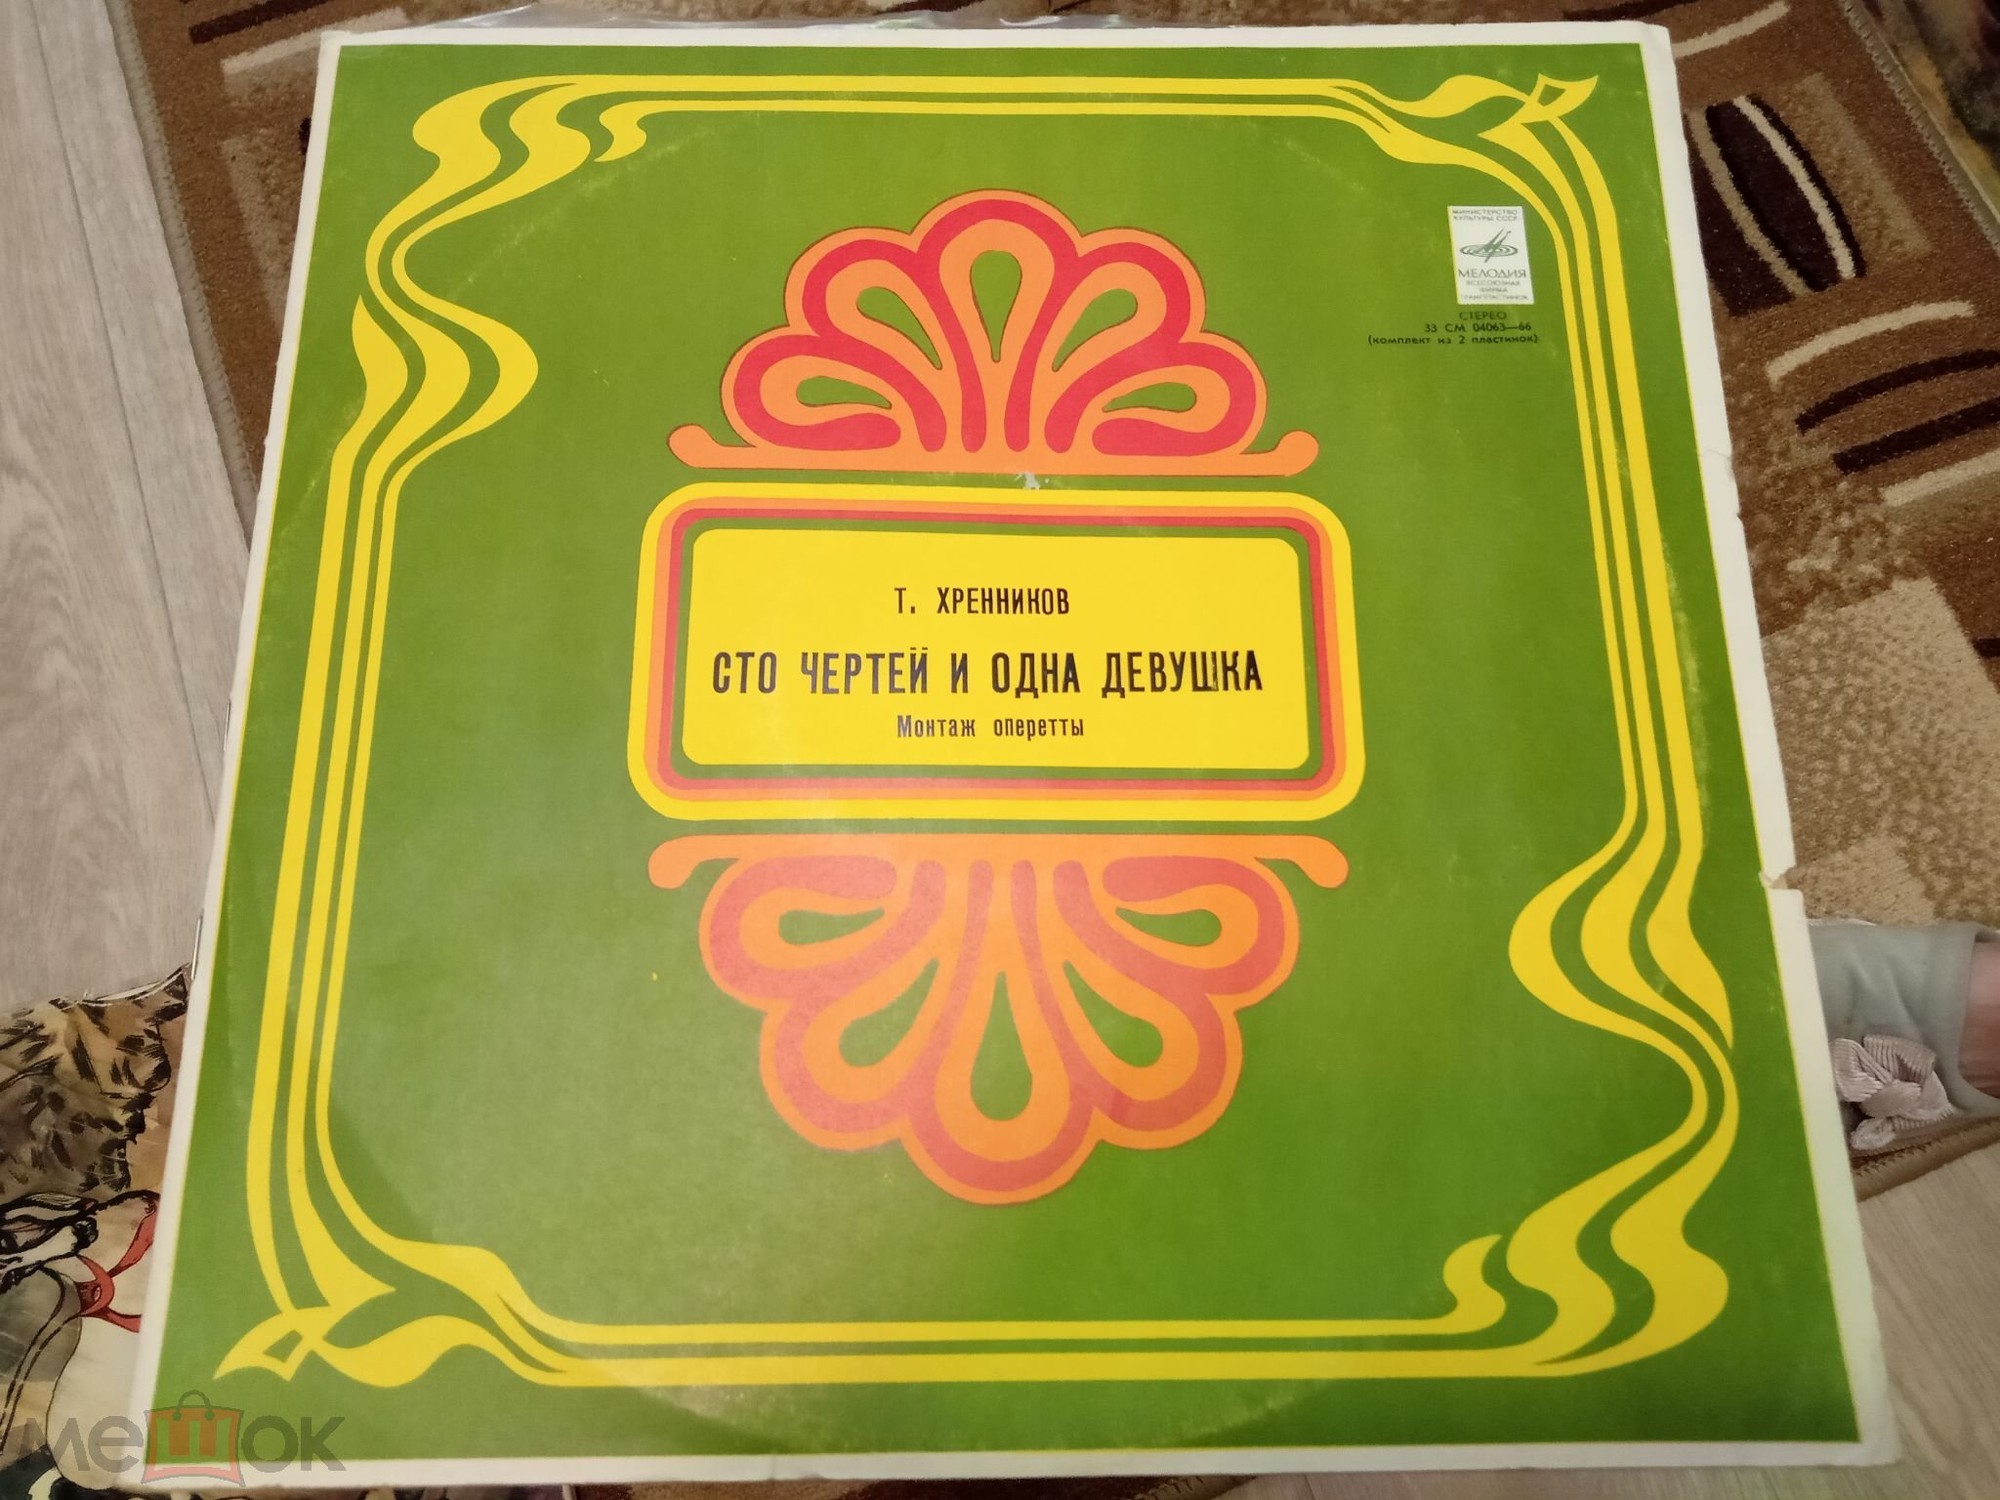 МИНИСТЕРСТВО
КУЛЬТУРЫ СССР
МЕЛОДИЯ
ВСЕСОЮЗНАЯ
ФИРМА
ГРАМПЛАСТИНОК
СТЕРЕО
33 СМ 04063—66
(комплект из 2 пластинок)
Т. ХРЕННИКОВ
СТО ЧЕРТЕЙ И ОДНА ДЕВУШКА
Монтаж оперетты
мешок